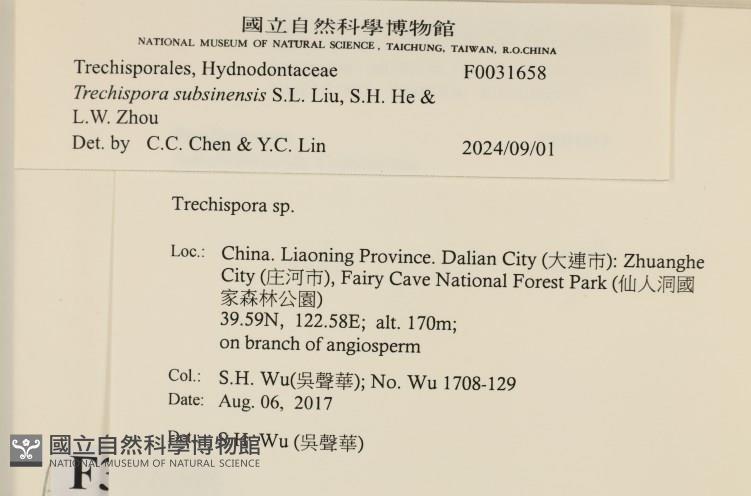 國立自然科學博物館
NATIONAL MUSEUM OF NATURAL SCIENCE, TAICHUNG, TAIWAN, R.O.CHINA
Trechisporales, Hydnodontaceae F0031658
Trechispora subsinensis S.L. Liu, S.H. He &
L.W. Zhou
Det. by C.C. Chen & Y.C. Lin 2024/09/01
Trechispora sp.
Loc.: China. Liaoning Province. Dalian City (大連市): Zhuanghe
City (庄河市), Fairy Cave National Forest Park (仙人洞國
家森林公園)
39.59N, 122.58E; alt. 170m;
on branch of angiosperm
Col.: S.H. Wu(吳聲華); No. Wu 1708-129
Date: Aug. 06, 2017
Det.: S.H. Wu (吳聲華)
國立自然科學博物館
NATIONAL MUSEUM OF NATURAL SCIENCE